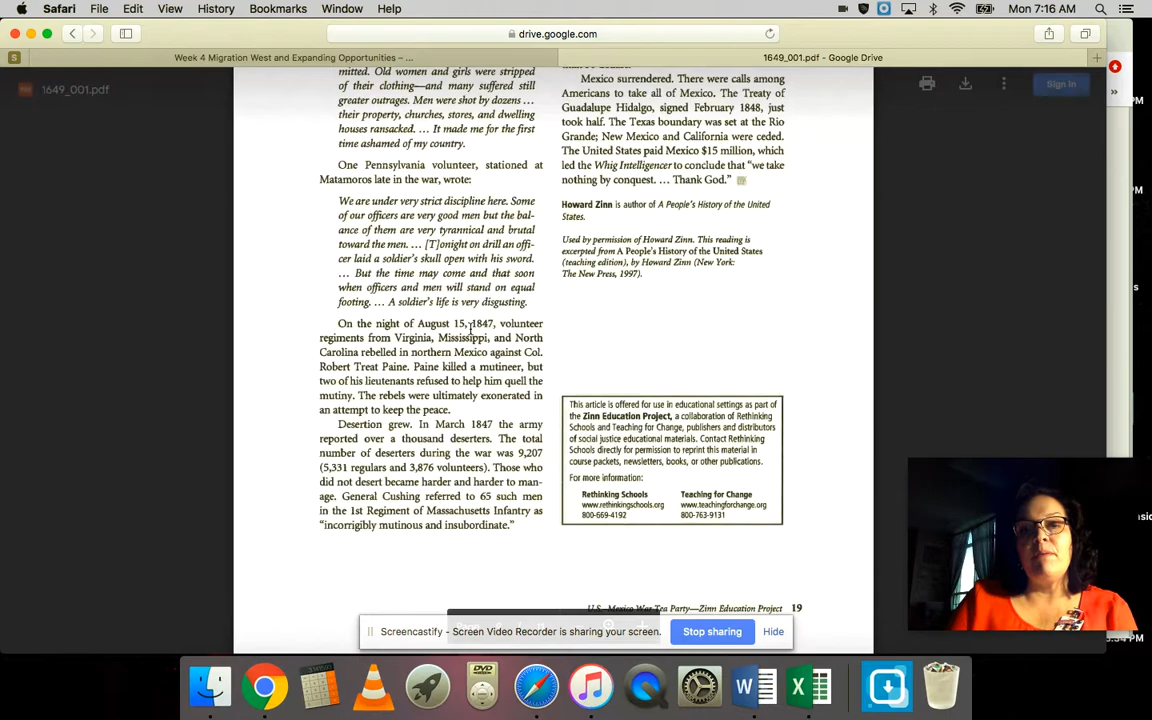 Safari File Edit View History Bookmarks Window Help
Mon 7:16 AM
drive.google.com
S
Week 4 Migration West and Expanding Opportunities – ...
1649_001.pdf - Google Drive
1649_001.pdf
Sign In
mitted. Old women and girls were stripped
of their clothing—and many suffered still
greater outrages. Men were shot by dozens …
their property, churches, stores, and dwelling
houses ransacked. … It made me for the first
time ashamed of my country.
One Pennsylvania volunteer, stationed at
Matamoros late in the war, wrote:
We are under very strict discipline here. Some
of our officers are very good men but the bal-
ance of them are very tyrannical and brutal
toward the men. … [T]onight on drill an offi-
cer laid a soldier's skull open with his sword.
… But the time may come and that soon
when officers and men will stand on equal
footing. … A soldier's life is very disgusting.
On the night of August 15, 1847, volunteer
regiments from Virginia, Mississippi, and North
Carolina rebelled in northern Mexico against Col.
Robert Treat Paine. Paine killed a mutineer, but
two of his lieutenants refused to help him quell the
mutiny. The rebels were ultimately exonerated in
an attempt to keep the peace.
Desertion grew. In March 1847 the army
reported over a thousand deserters. The total
number of deserters during the war was 9,207
(5,331 regulars and 3,876 volunteers). Those who
did not desert became harder and harder to man-
age. General Cushing referred to 65 such men
in the 1st Regiment of Massachusetts Infantry as
"incorrigibly mutinous and insubordinate."
Mexico surrendered. There were calls among
Americans to take all of Mexico. The Treaty of
Guadalupe Hidalgo, signed February 1848, just
took half. The Texas boundary was set at the Rio
Grande; New Mexico and California were ceded.
The United States paid Mexico $15 million, which
led the Whig Intelligencer to conclude that "we take
nothing by conquest. … Thank God."
Howard Zinn is author of A People's History of the United
States.
Used by permission of Howard Zinn. This reading is
excerpted from A People's History of the United States
(teaching edition), by Howard Zinn (New York:
The New Press, 1997).
This article is offered for use in educational settings as part of
the Zinn Education Project, a collaboration of Rethinking
Schools and Teaching for Change, publishers and distributors
of social justice educational materials. Contact Rethinking
Schools directly for permission to reprint this material in
course packets, newsletters, books, or other publications.
For more information:
Rethinking Schools Teaching for Change
www.rethinkingschools.org www.teachingforchange.org
800-669-4192 800-763-9131
U.S.-Mexico War Tea Party—Zinn Education Project 19
Screencastify - Screen Video Recorder is sharing your screen.
Stop sharing
Hide